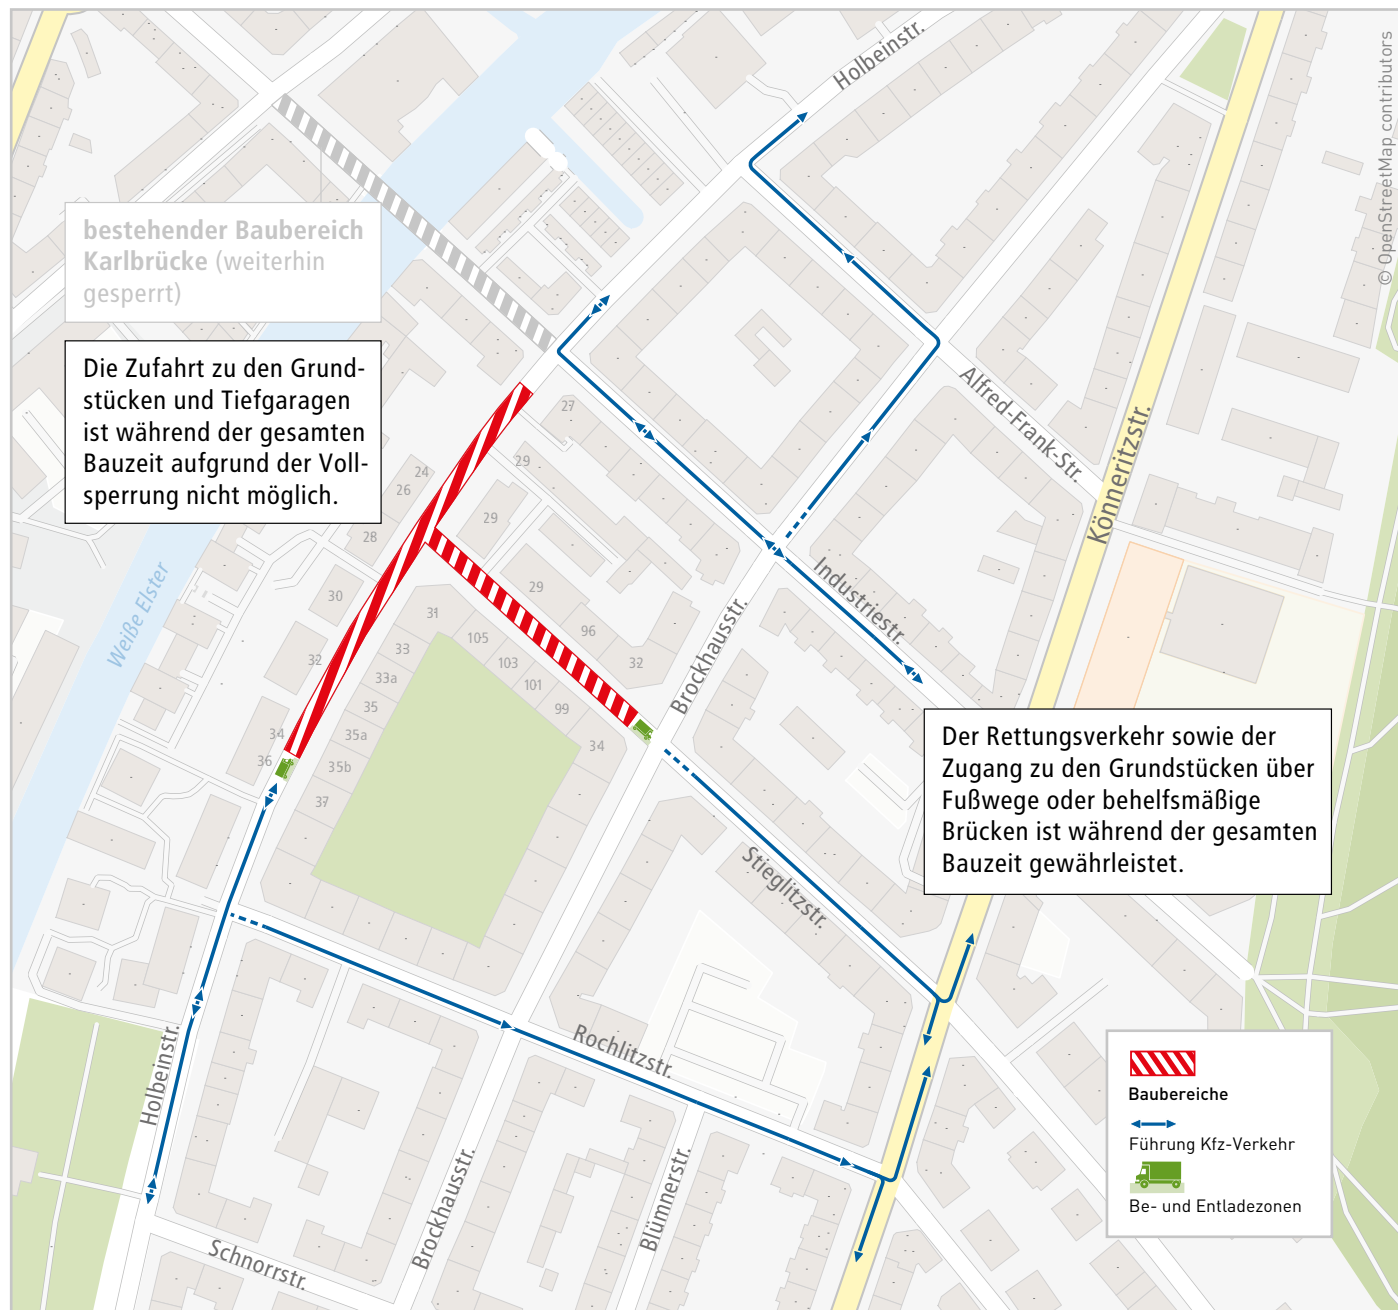 Holbeinstr.
© OpenStreetMap contributors
bestehender Baubereich
Karlbrücke (weiterhin
gesperrt)
Die Zufahrt zu den Grund-
stücken und Tiefgaragen
ist während der gesamten
Bauzeit aufgrund der Voll-
sperrung nicht möglich.
Alfred-Frank-Str.
Könneritzstr.
27
29
24
26
29
28
Weiße Elster
30
29
Industriestr.
31
96
105
33
32
103
32
33a
101
Brockhausstr.
35
99
34
35a
34
36
35b
37
Der Rettungsverkehr sowie der
Zugang zu den Grundstücken über
Fußwege oder behelfsmäßige
Brücken ist während der gesamten
Bauzeit gewährleistet.
Stieglitzstr.
Rochlitzstr.
Holbeinstr.
Brockhausstr.
Blümnerstr.
Schnorrstr.
Baubereiche
Führung Kfz-Verkehr
Be- und Entladezonen